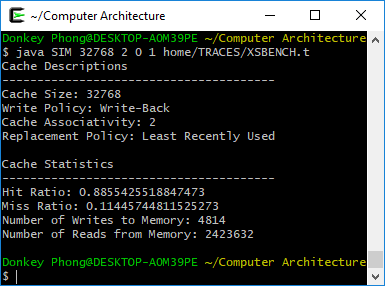 ~/Computer Architecture
Donkey Phong@DESKTOP-AOM39PE ~/Computer Architecture
$ java SIM 32768 2 0 1 home/TRACES/XSBENCH.t
Cache Descriptions
---------------------------------------
Cache Size: 32768
Write Policy: Write-Back
Cache Associativity: 2
Replacement Policy: Least Recently Used
Cache Statistics
---------------------------------------
Hit Ratio: 0.8855425518847473
Miss Ratio: 0.11445744811525273
Number of Writes to Memory: 4814
Number of Reads from Memory: 2423632
Donkey Phong@DESKTOP-AOM39PE ~/Computer Architecture
$